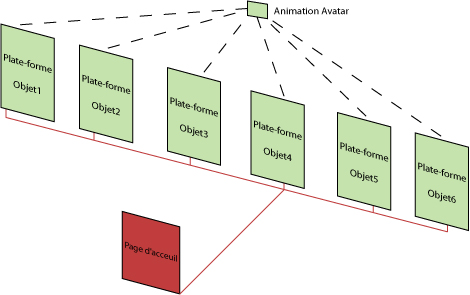 Animation Avatar
Plate-forme
Objet1
Plate-forme
Objet2
Plate-forme
Objet3
Plate-forme
Objet4
Plate-forme
Objet5
Plate-forme
Objet6
Page d'acceuil